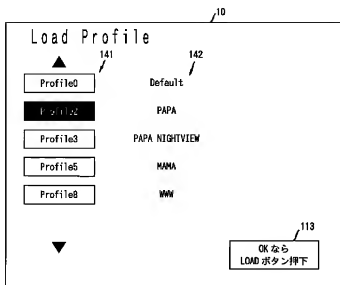 10
Load Profile
141
142
Profile0 Default
Profile2 PAPA
Profile3 PAPA NIGHTVIEW
Profile5 MAMA
Profile8 WWW
113
OKなら
LOADボタン押下